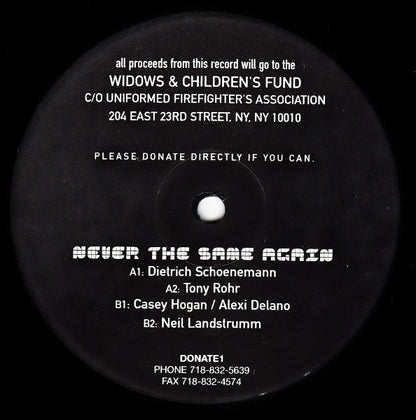 all proceeds from this record will go to the
WIDOWS & CHILDREN'S FUND
C/O UNIFORMED FIREFIGHTER'S ASSOCIATION
204 EAST 23RD STREET, NY, NY 10010
PLEASE DONATE DIRECTLY IF YOU CAN.
NEVER THE SAME AGAIN
A1: Dietrich Schoenemann
A2: Tony Rohr
B1: Casey Hogan / Alexi Delano
B2: Neil Landstrumm
DONATE1
PHONE 718-832-5639
FAX 718-832-4574